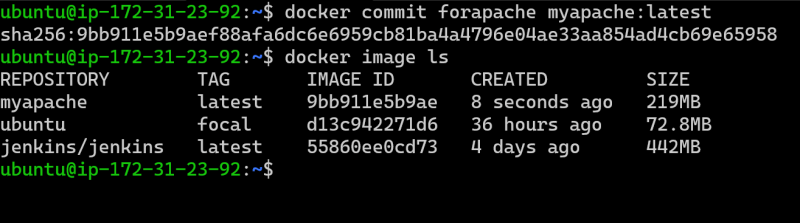 ubuntu@ip-172-31-23-92:~$ docker commit forapache myapache:latest
sha256:9bb911e5b9aef88afa6dc6e6959cb81ba4a4796e04ae33aa854ad4cb69e65958
ubuntu@ip-172-31-23-92:~$ docker image ls
REPOSITORY TAG IMAGE ID CREATED SIZE
myapache latest 9bb911e5b9ae 8 seconds ago 219MB
ubuntu focal d13c942271d6 36 hours ago 72.8MB
jenkins/jenkins latest 55860ee0cd73 4 days ago 442MB
ubuntu@ip-172-31-23-92:~$